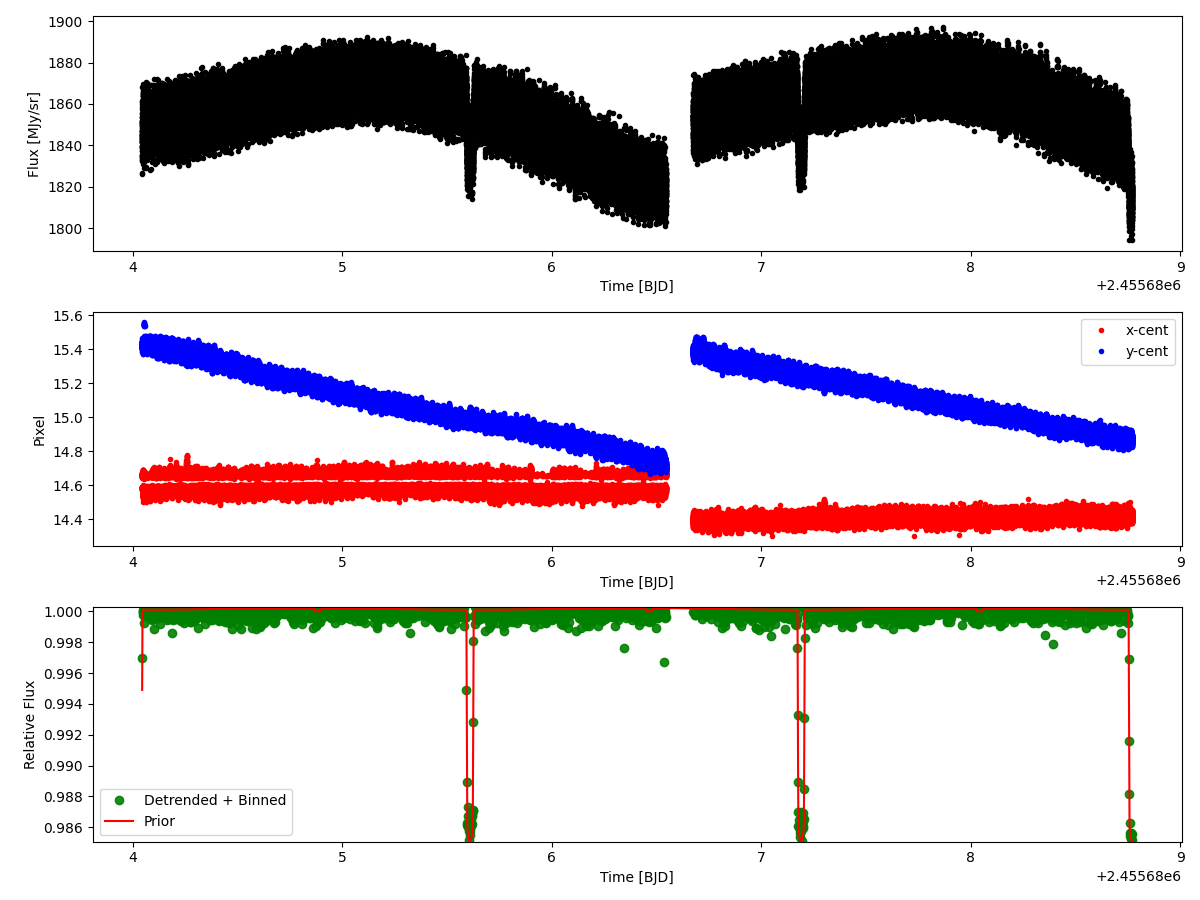 1900
1880
1860
1840
1820
1800
Flux [MJy/sr]
4 5 6 7 8 9
Time [BJD]
+2.45568e6
15.6
15.4
15.2
15.0
14.8
14.6
14.4
Pixel
x-cent
y-cent
4 5 6 7 8 9
Time [BJD]
+2.45568e6
1.000
0.998
0.996
0.994
0.992
0.990
0.988
0.986
Relative Flux
Detrended + Binned
Prior
4 5 6 7 8 9
Time [BJD]
+2.45568e6